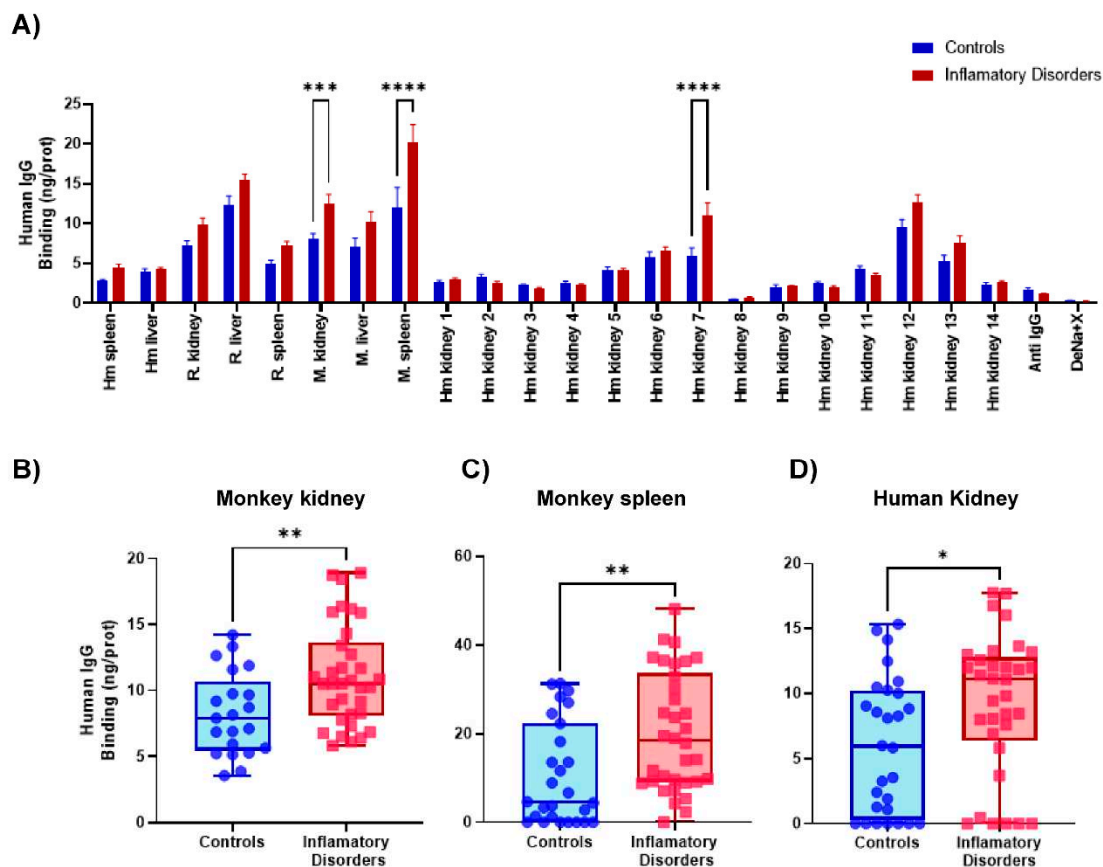 A)
Controls
Inflamatory Disorders
*** **** ****
Human IgG
Binding (ng/prot)
25
20
15
10
5
0
Hm spleen
Hm liver
R. kidney
R. liver
R. spleen
M. kidney
M. liver
M. spleen
Hm kidney 1
Hm kidney 2
Hm kidney 3
Hm kidney 4
Hm kidney 5
Hm kidney 6
Hm kidney 7
Hm kidney 8
Hm kidney 9
Hm kidney 10
Hm kidney 11
Hm kidney 12
Hm kidney 13
Hm kidney 14
Anti IgG
DeNa+X
B)
Monkey kidney
**
Human IgG
Binding (ng/prot)
20
15
10
5
0
Controls
Inflamatory
Disorders
C)
Monkey spleen
**
60
40
20
0
Controls
Inflamatory
Disorders
D)
Human Kidney
*
20
15
10
5
0
Controls
Inflamatory
Disorders